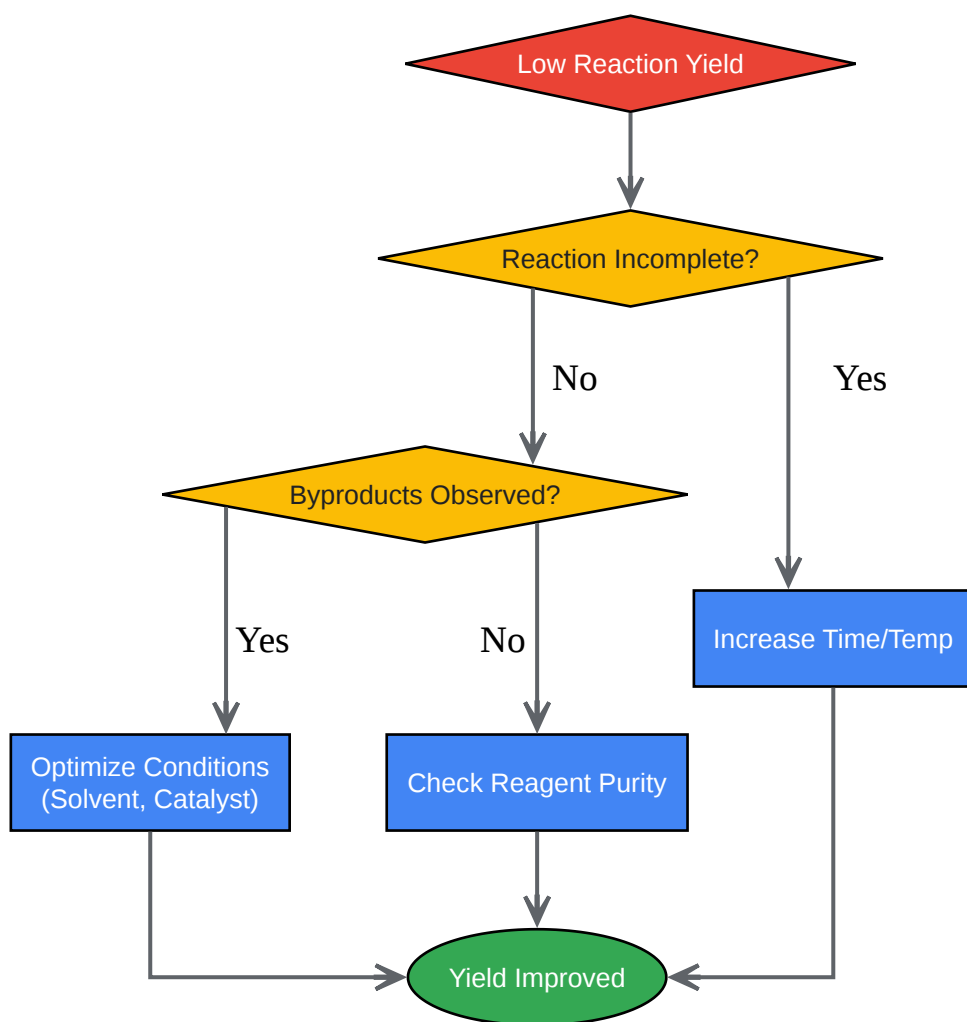 Low Reaction Yield
Reaction Incomplete?
No
Yes
Byproducts Observed?
Yes
No
Increase Time/Temp
Optimize Conditions
(Solvent, Catalyst)
Check Reagent Purity
Yield Improved